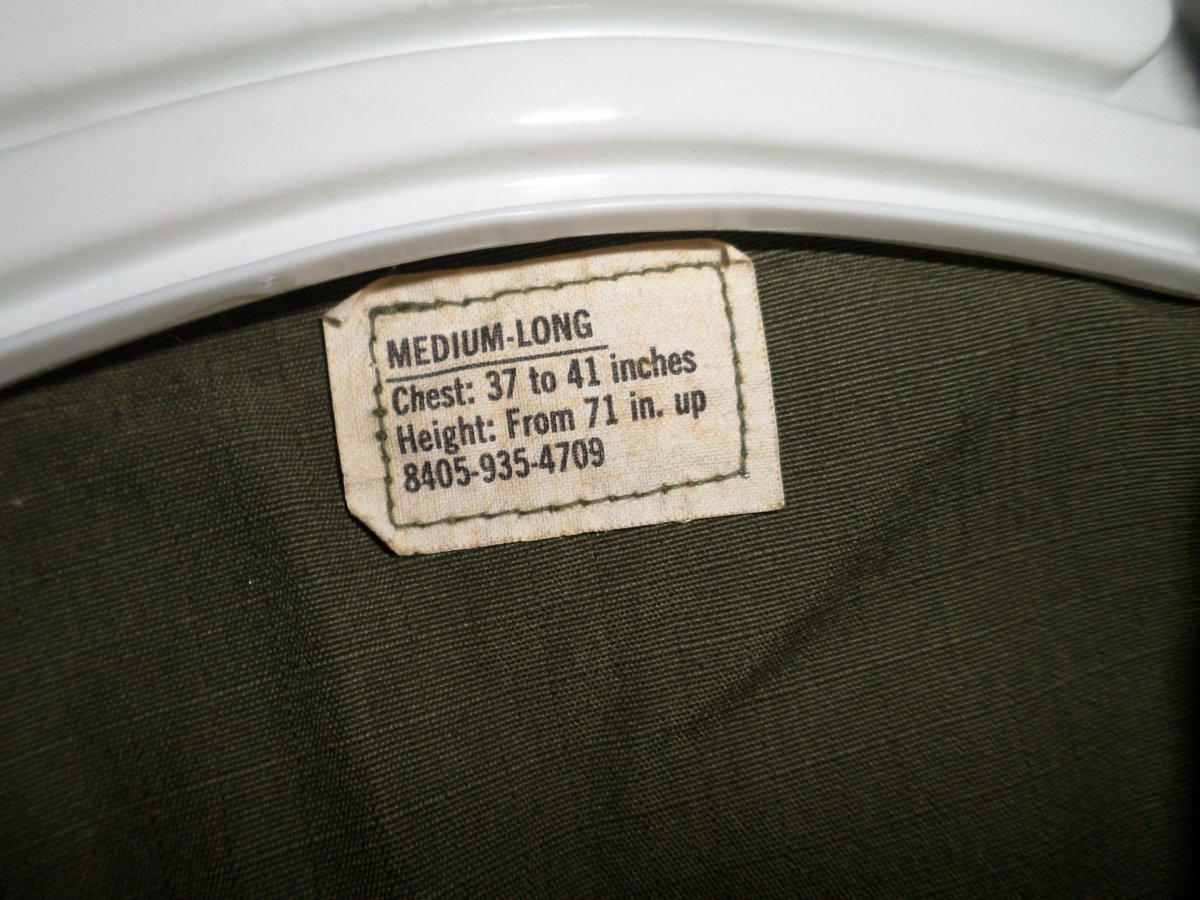 MEDIUM-LONG
Chest: 37 to 41 inches
Height: From 71 in. up
8405-935-4709